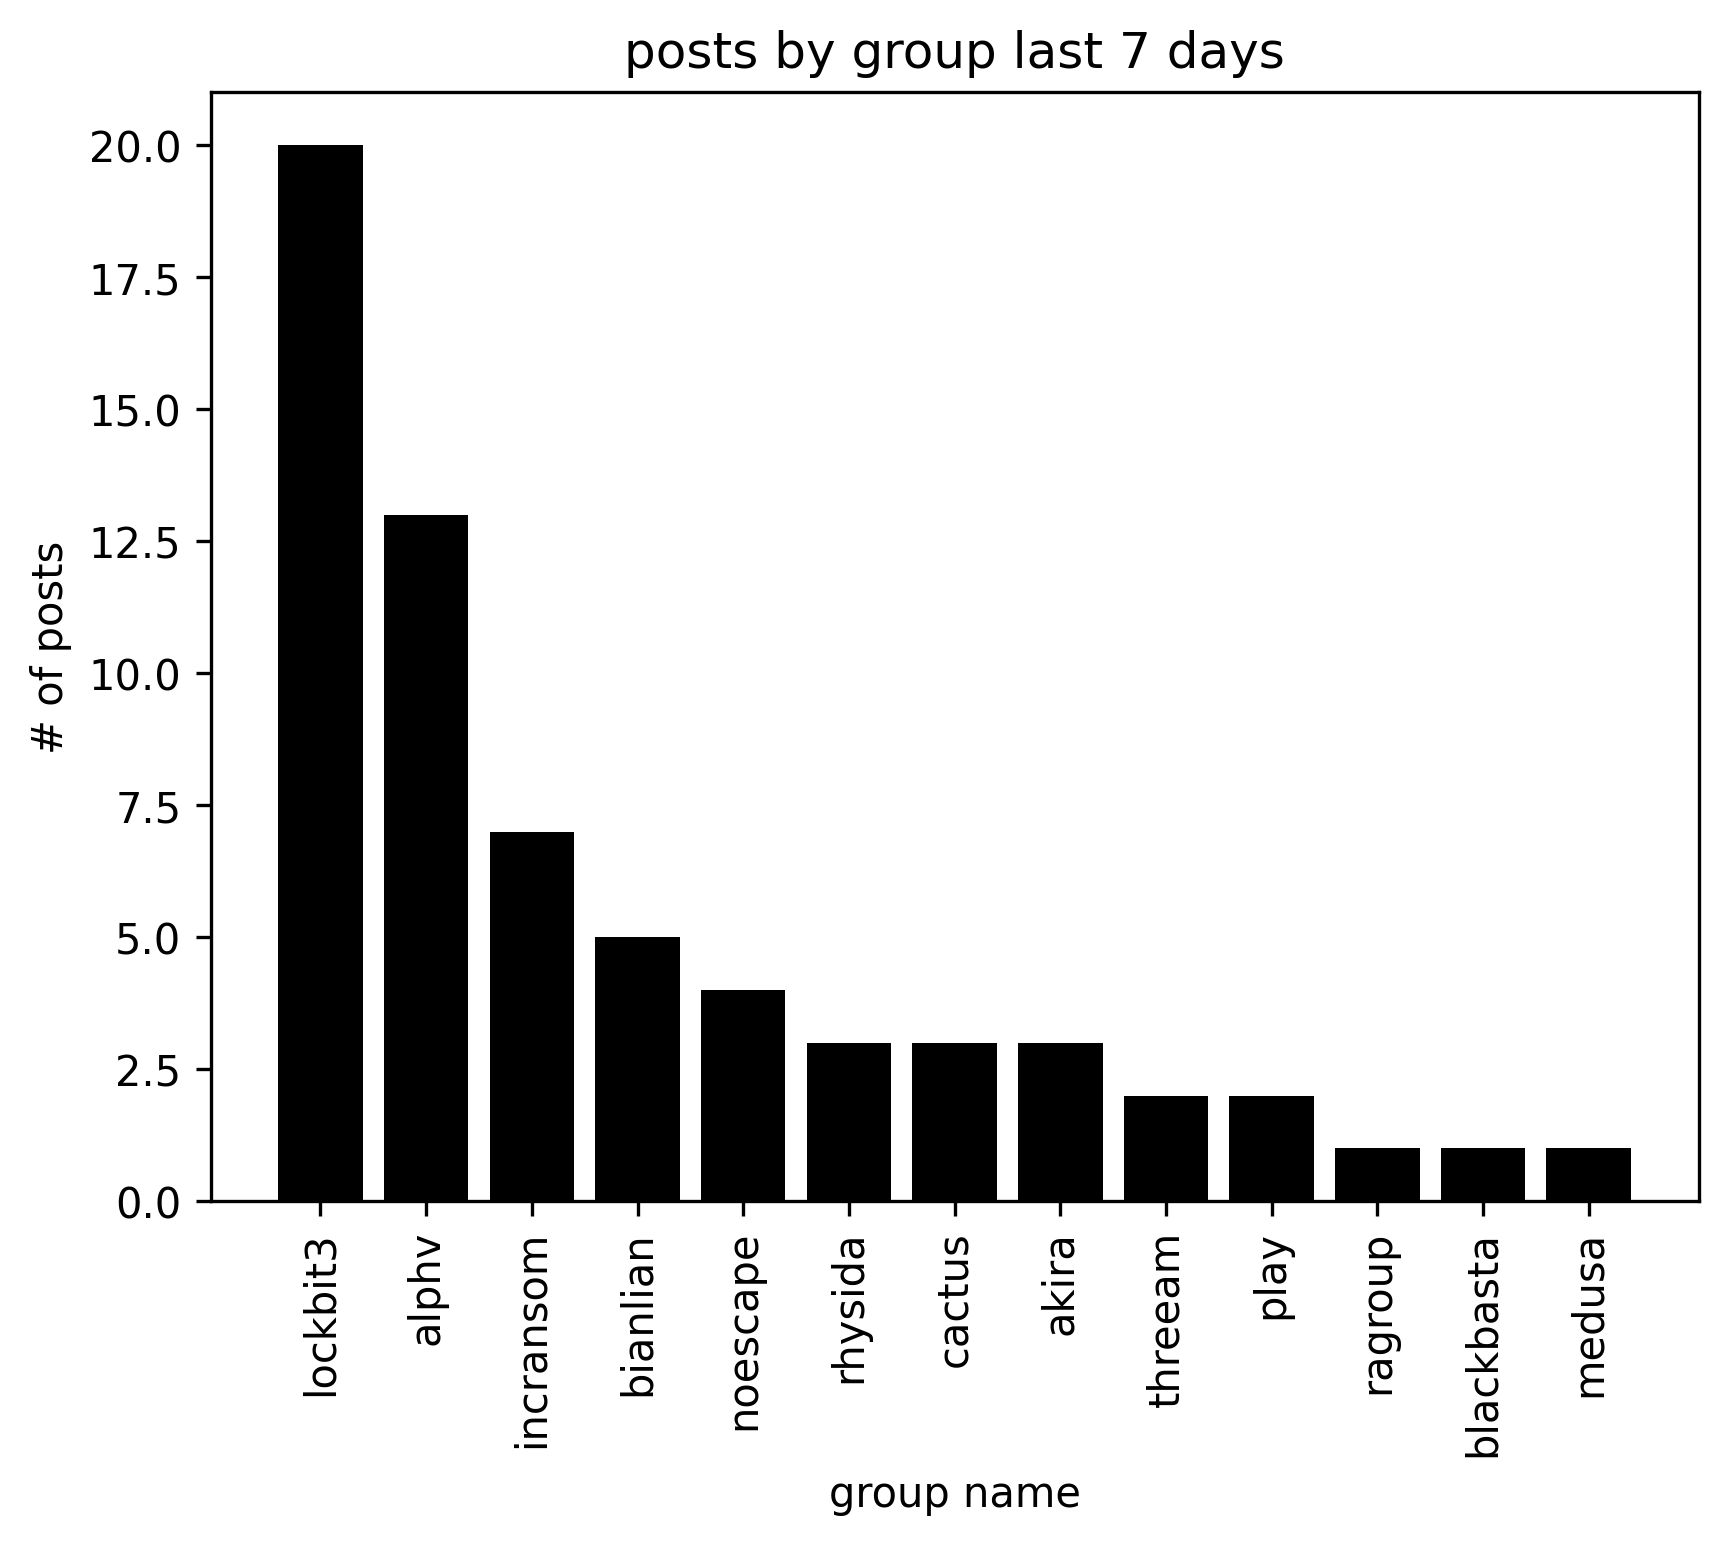 posts by group last 7 days
# of posts
20.0
17.5
15.0
12.5
10.0
7.5
5.0
2.5
0.0
lockbit3
alphv
incransom
bianlian
noescape
rhysida
cactus
akira
threeam
play
ragroup
blackbasta
medusa
group name